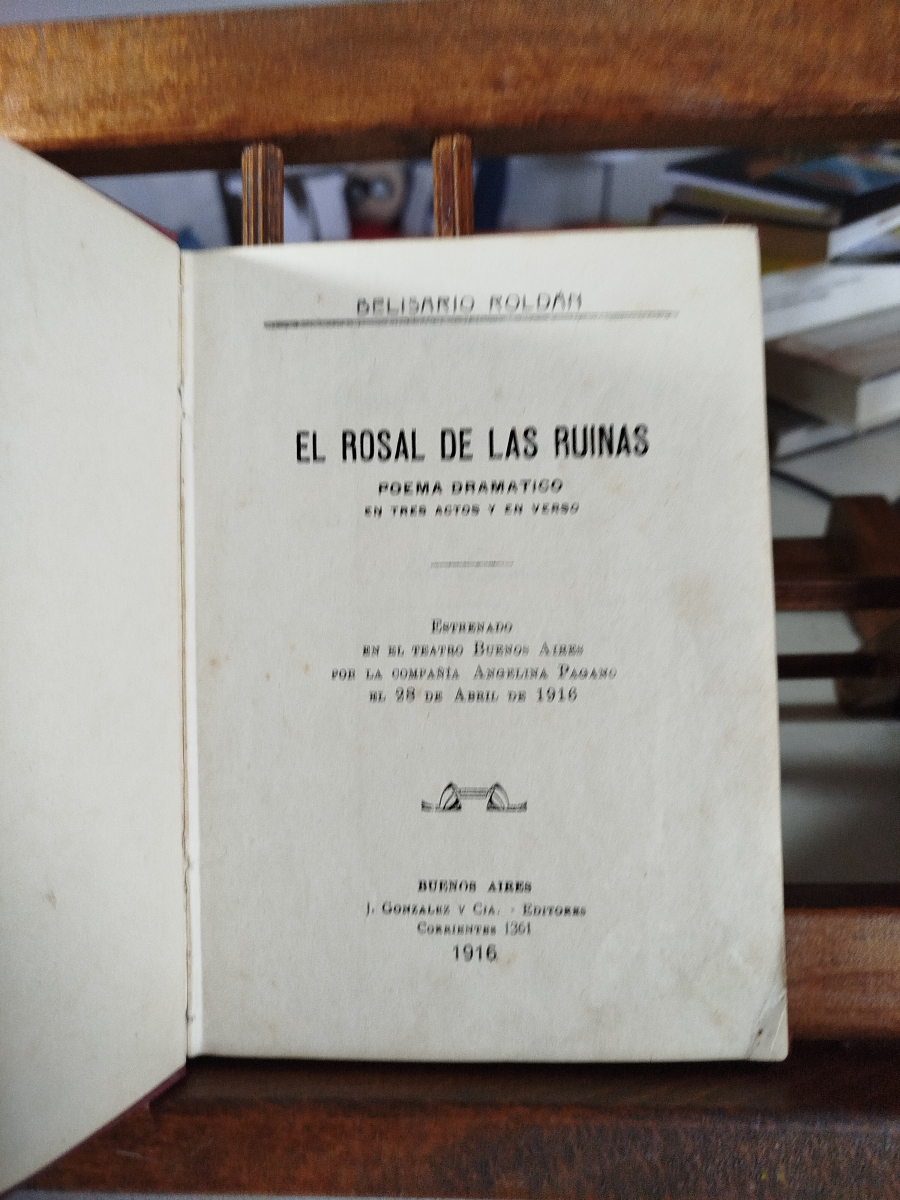 BELISARIO ROLDÁN
EL ROSAL DE LAS RUINAS
POEMA DRAMATICO
EN TRES ACTOS Y EN VERSO
ESTRENADO
EN EL TEATRO BUENOS AIRES
POR LA COMPAÑÍA ANGELINA PAGANO
EL 28 DE ABRIL DE 1916
BUENOS AIRES
J. GONZALEZ Y CIA. - EDITORES
CORRIENTES 1361
1916